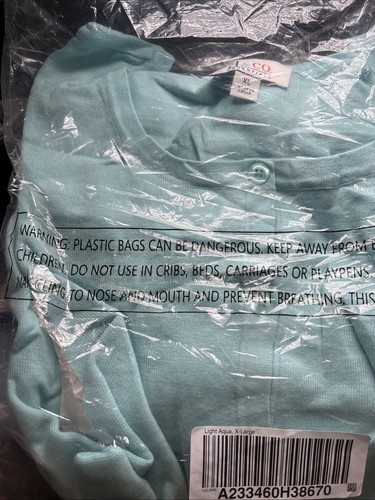 CO
XL
WARNING: PLASTIC BAGS CAN BE DANGEROUS. KEEP AWAY FROM
CHILDREN. DO NOT USE IN CRIBS, BEDS, CARRIAGES OR PLAYPENS.
CLING TO NOSE AND MOUTH AND PREVENT BREATHING. THIS
Light Aqua, X-Large
A233460H38670